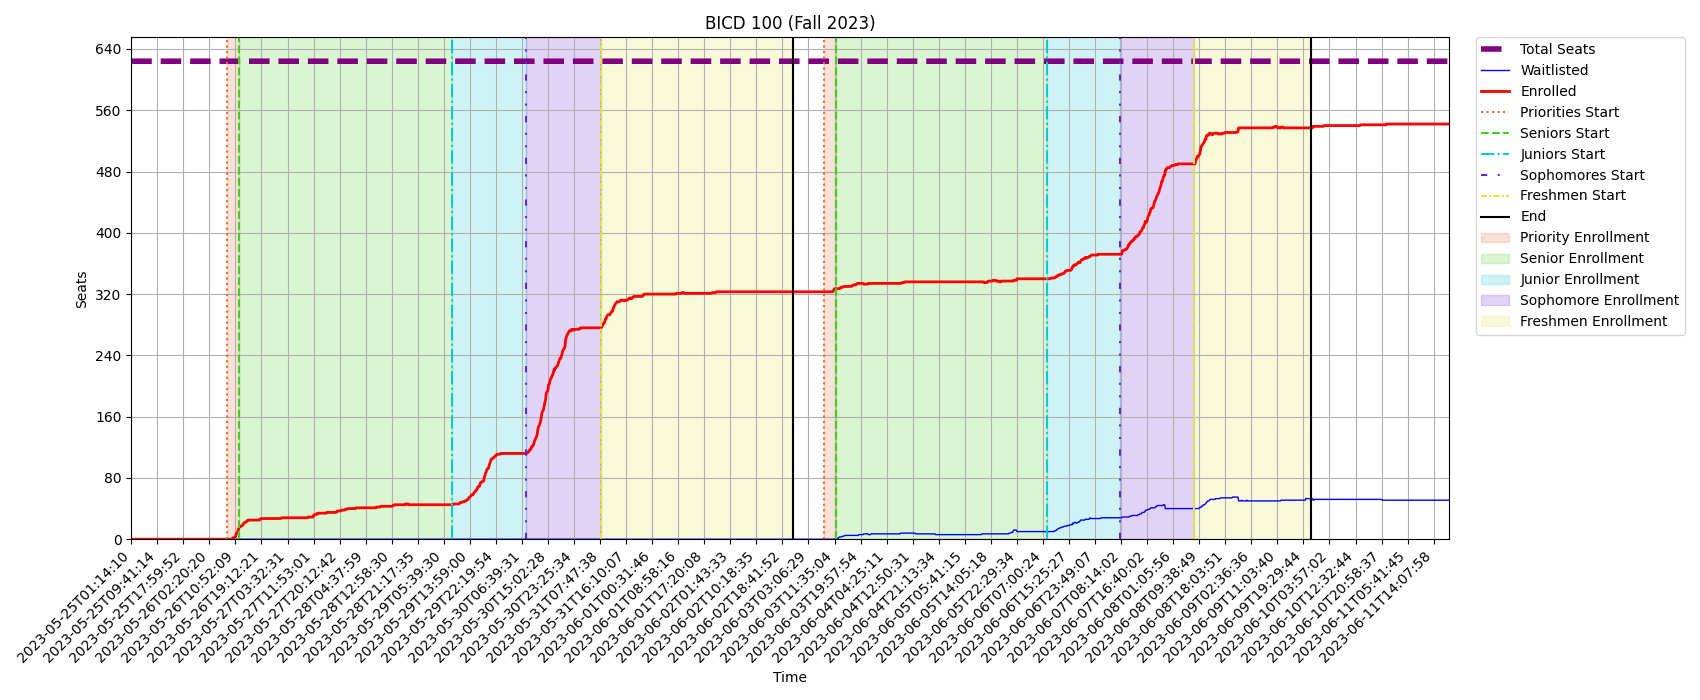 BICD 100 (Fall 2023)
Seats
640
560
480
400
320
240
160
80
0
2023-05-25T01:14:10
2023-05-25T09:41:14
2023-05-25T17:59:52
2023-05-26T02:20:20
2023-05-26T10:52:09
2023-05-26T19:12:21
2023-05-27T03:32:31
2023-05-27T11:53:01
2023-05-27T20:12:42
2023-05-28T04:37:59
2023-05-28T12:58:30
2023-05-28T21:17:35
2023-05-29T05:39:30
2023-05-29T13:59:00
2023-05-29T22:19:54
2023-05-30T06:39:31
2023-05-30T15:02:28
2023-05-30T23:25:34
2023-05-31T07:47:38
2023-05-31T16:10:07
2023-06-01T00:31:46
2023-06-01T08:58:16
2023-06-01T17:20:08
2023-06-02T01:43:33
2023-06-02T10:18:35
2023-06-02T18:41:52
2023-06-03T03:06:29
2023-06-03T11:35:04
2023-06-03T19:57:54
2023-06-04T04:25:11
2023-06-04T12:50:31
2023-06-04T21:13:34
2023-06-05T05:41:15
2023-06-05T14:05:18
2023-06-05T22:29:34
2023-06-06T07:00:24
2023-06-06T15:25:27
2023-06-06T23:49:07
2023-06-07T08:14:02
2023-06-07T16:40:02
2023-06-08T01:05:56
2023-06-08T09:38:49
2023-06-08T18:03:51
2023-06-09T02:36:36
2023-06-09T11:03:40
2023-06-09T19:29:44
2023-06-10T03:57:02
2023-06-10T12:32:44
2023-06-10T20:58:37
2023-06-11T05:41:45
2023-06-11T14:07:58
Time
Total Seats
Waitlisted
Enrolled
Priorities Start
Seniors Start
Juniors Start
Sophomores Start
Freshmen Start
End
Priority Enrollment
Senior Enrollment
Junior Enrollment
Sophomore Enrollment
Freshmen Enrollment